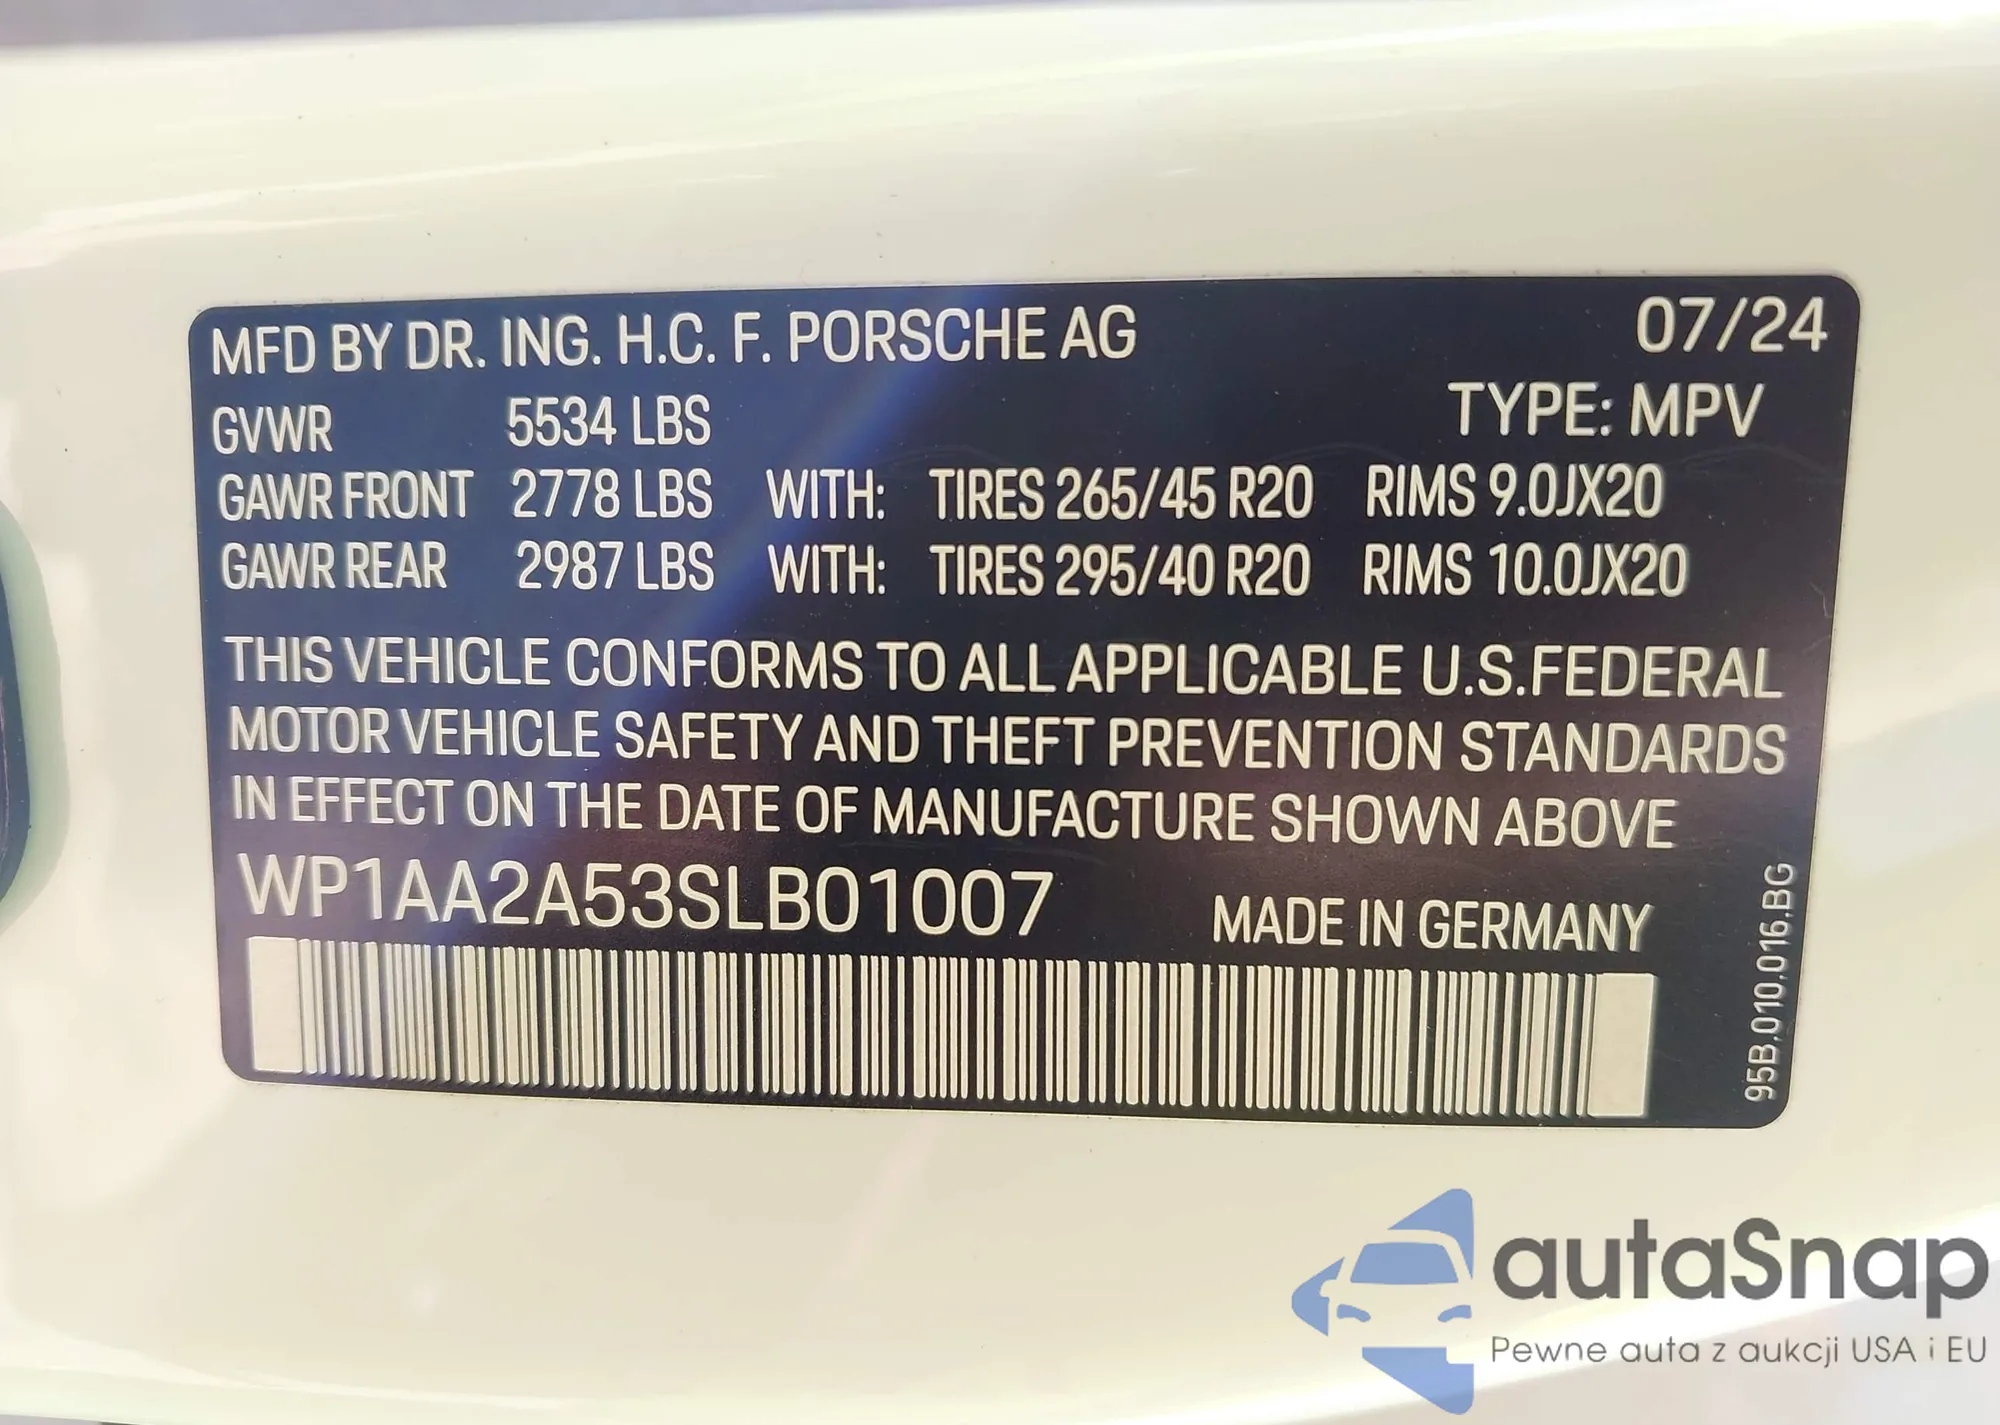 MFD BY DR. ING. H.C. F. PORSCHE AG 07/24
TYPE: MPV
GVWR 5534 LBS
GAWR FRONT 2778 LBS WITH: TIRES 265/45 R20 RIMS 9.0JX20
GAWR REAR 2987 LBS WITH: TIRES 295/40 R20 RIMS 10.0JX20
THIS VEHICLE CONFORMS TO ALL APPLICABLE U.S.FEDERAL
MOTOR VEHICLE SAFETY AND THEFT PREVENTION STANDARDS
IN EFFECT ON THE DATE OF MANUFACTURE SHOWN ABOVE
WP1AA2A53SLB01007
MADE IN GERMANY
95B.010.016.BG
autaSnap
Pewne auta z aukcji USA i EU